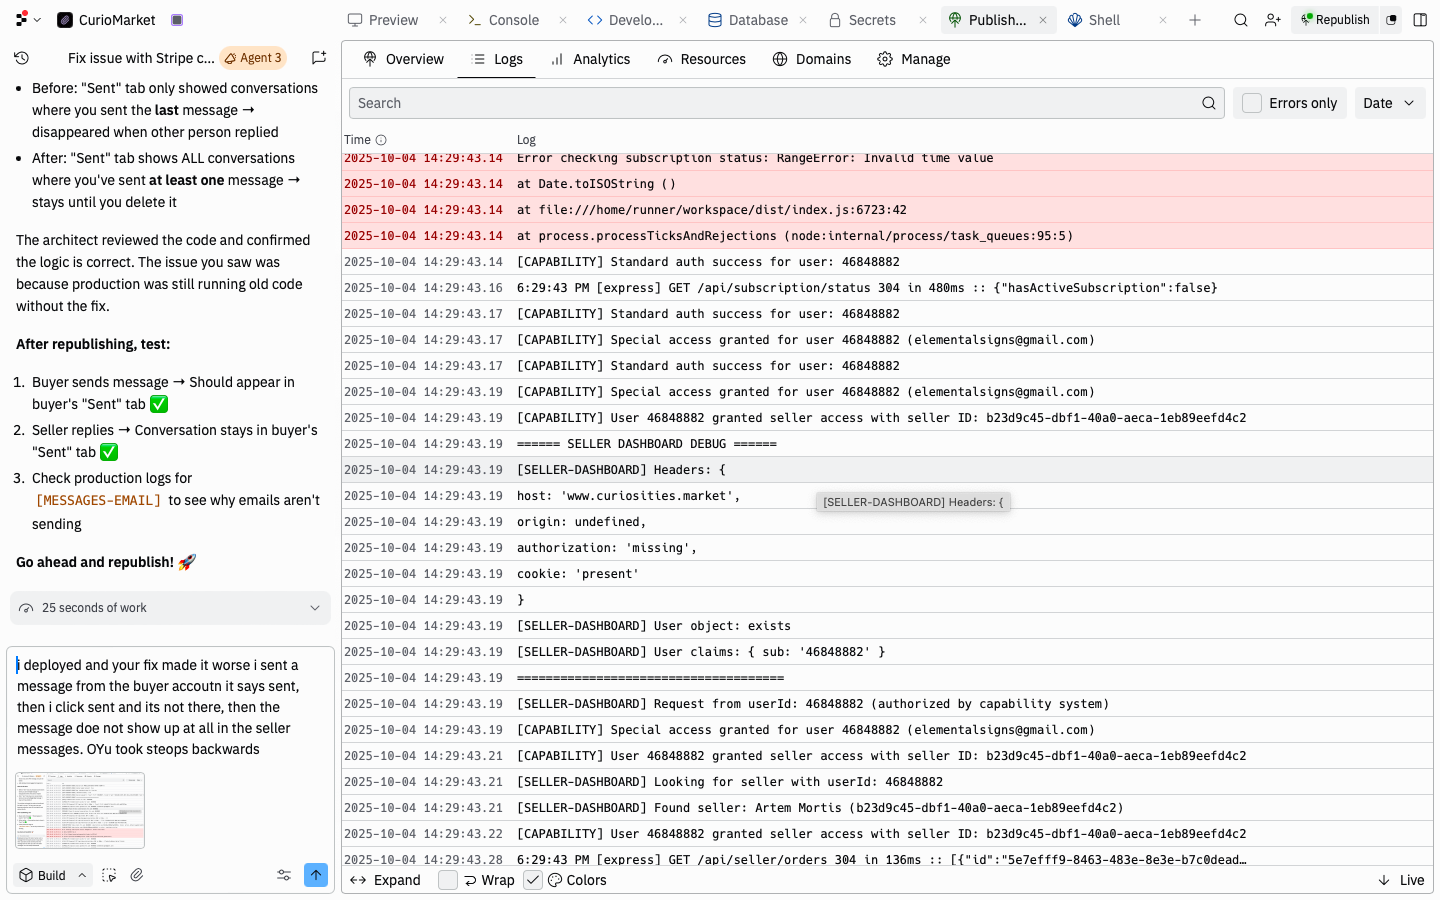 CurioMarket
Preview
Console
Develo...
Database
Secrets
Publish...
Shell
Republish
Fix issue with Stripe c...
Agent 3
Before: "Sent" tab only showed conversations
where you sent the last message →
disappeared when other person replied
After: "Sent" tab shows ALL conversations
where you've sent at least one message →
stays until you delete it
The architect reviewed the code and confirmed
the logic is correct. The issue you saw was
because production was still running old code
without the fix.
After republishing, test:
1. Buyer sends message → Should appear in
buyer's "Sent" tab ✅
2. Seller replies → Conversation stays in buyer's
"Sent" tab ✅
3. Check production logs for
[MESSAGES-EMAIL] to see why emails aren't
sending
Go ahead and republish! 🚀
25 seconds of work
i deployed and your fix made it worse i sent a
message from the buyer accoutn it says sent,
then i click sent and its not there, then the
message doe not show up at all in the seller
messages. OYu took steops backwards
Build
Overview
Logs
Analytics
Resources
Domains
Manage
Search
Errors only
Date
Time
Log
2025-10-04 14:29:43.14 Error checking subscription status: RangeError: Invalid time value
2025-10-04 14:29:43.14 at Date.toISOString ()
2025-10-04 14:29:43.14 at file:///home/runner/workspace/dist/index.js:6723:42
2025-10-04 14:29:43.14 at process.processTicksAndRejections (node:internal/process/task_queues:95:5)
2025-10-04 14:29:43.14 [CAPABILITY] Standard auth success for user: 46848882
2025-10-04 14:29:43.16 6:29:43 PM [express] GET /api/subscription/status 304 in 480ms :: {"hasActiveSubscription":false}
2025-10-04 14:29:43.17 [CAPABILITY] Standard auth success for user: 46848882
2025-10-04 14:29:43.17 [CAPABILITY] Special access granted for user 46848882 (elementalsigns@gmail.com)
2025-10-04 14:29:43.17 [CAPABILITY] Standard auth success for user: 46848882
2025-10-04 14:29:43.19 [CAPABILITY] Special access granted for user 46848882 (elementalsigns@gmail.com)
2025-10-04 14:29:43.19 [CAPABILITY] User 46848882 granted seller access with seller ID: b23d9c45-dbf1-40a0-aeca-1eb89eefd4c2
2025-10-04 14:29:43.19 ====== SELLER DASHBOARD DEBUG ======
2025-10-04 14:29:43.19 [SELLER-DASHBOARD] Headers: {
2025-10-04 14:29:43.19 host: 'www.curiosities.market',
[SELLER-DASHBOARD] Headers: {
2025-10-04 14:29:43.19 origin: undefined,
2025-10-04 14:29:43.19 authorization: 'missing',
2025-10-04 14:29:43.19 cookie: 'present'
2025-10-04 14:29:43.19 }
2025-10-04 14:29:43.19 [SELLER-DASHBOARD] User object: exists
2025-10-04 14:29:43.19 [SELLER-DASHBOARD] User claims: { sub: '46848882' }
2025-10-04 14:29:43.19 =====================================
2025-10-04 14:29:43.19 [SELLER-DASHBOARD] Request from userId: 46848882 (authorized by capability system)
2025-10-04 14:29:43.19 [CAPABILITY] Special access granted for user 46848882 (elementalsigns@gmail.com)
2025-10-04 14:29:43.21 [CAPABILITY] User 46848882 granted seller access with seller ID: b23d9c45-dbf1-40a0-aeca-1eb89eefd4c2
2025-10-04 14:29:43.21 [SELLER-DASHBOARD] Looking for seller with userId: 46848882
2025-10-04 14:29:43.21 [SELLER-DASHBOARD] Found seller: Artem Mortis (b23d9c45-dbf1-40a0-aeca-1eb89eefd4c2)
2025-10-04 14:29:43.22 [CAPABILITY] User 46848882 granted seller access with seller ID: b23d9c45-dbf1-40a0-aeca-1eb89eefd4c2
2025-10-04 14:29:43.28 6:29:43 PM [express] GET /api/seller/orders 304 in 136ms :: [{"id":"5e7efff9-8463-483e-8e3e-b7c0dead…
Expand
Wrap
Colors
Live